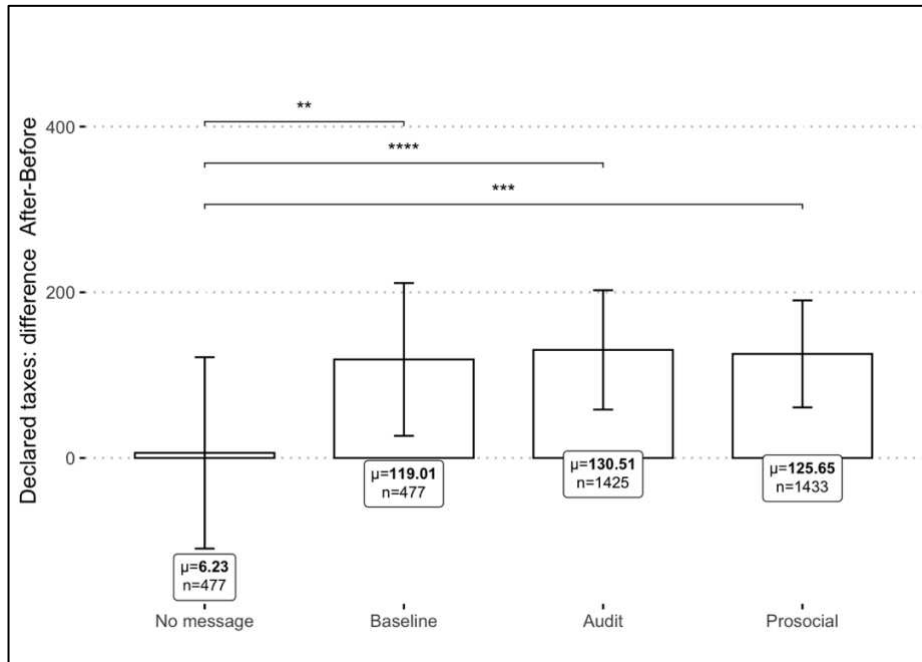 Declared taxes: difference After-Before
400
200
0
**
****
***
μ=6.23
n=477
μ=119.01
n=477
μ=130.51
n=1425
μ=125.65
n=1433
No message
Baseline
Audit
Prosocial